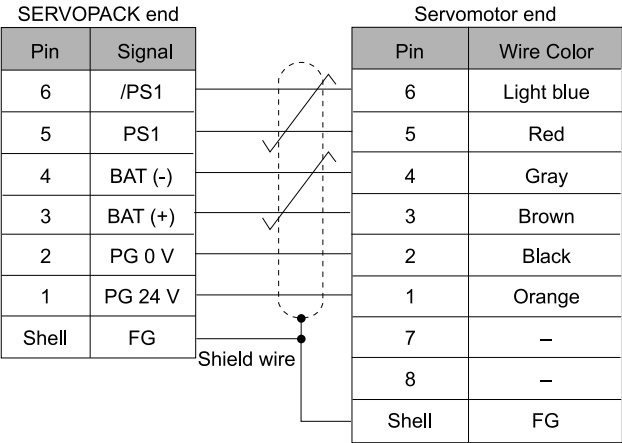 SERVOPACK end
Pin Signal
6 /PS1
5 PS1
4 BAT (-)
3 BAT (+)
2 PG 0 V
1 PG 24 V
Shell FG
Shield wire
Servomotor end
Pin Wire Color
6 Light blue
5 Red
4 Gray
3 Brown
2 Black
1 Orange
7 –
8 –
Shell FG